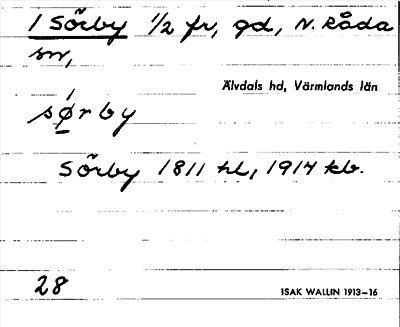 1 Sörby 1/2 fr, gd, N. Råda
sn,
Älvdals hd, Värmlands län
sørby
Sörby 1811 hl, 1914 kb.
28
ISAK WALLIN 1913-16